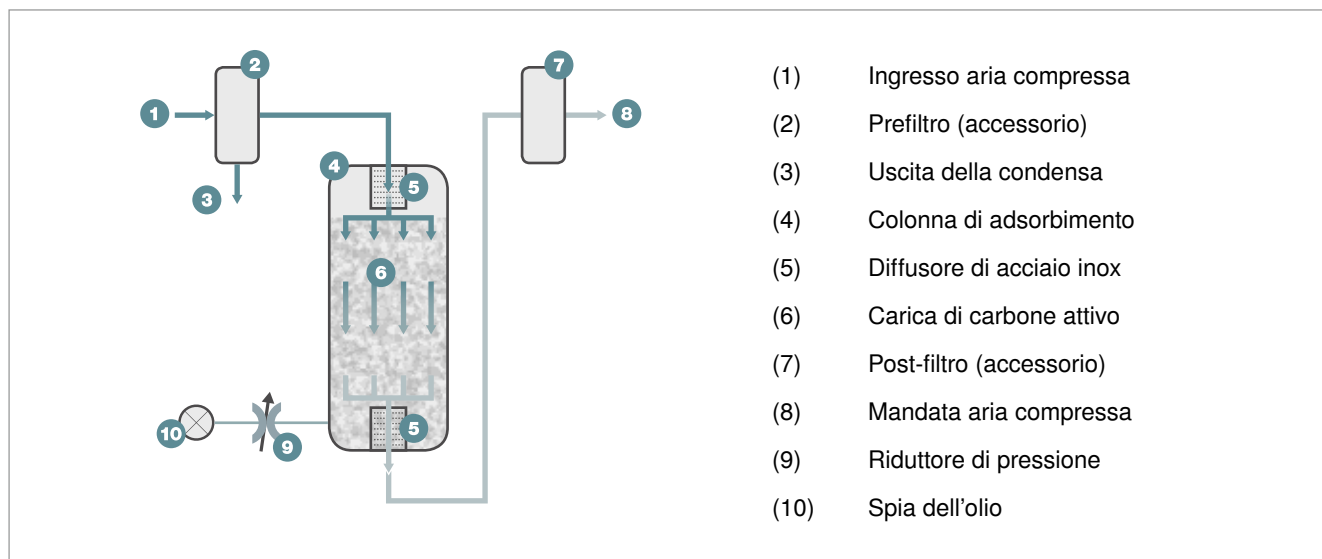 2
7
1
8
4
5
3
6
5
10
9
(1) Ingresso aria compressa
(2) Prefiltro (accessorio)
(3) Uscita della condensa
(4) Colonna di adsorbimento
(5) Diffusore di acciaio inox
(6) Carica di carbone attivo
(7) Post-filtro (accessorio)
(8) Mandata aria compressa
(9) Riduttore di pressione
(10) Spia dell'olio